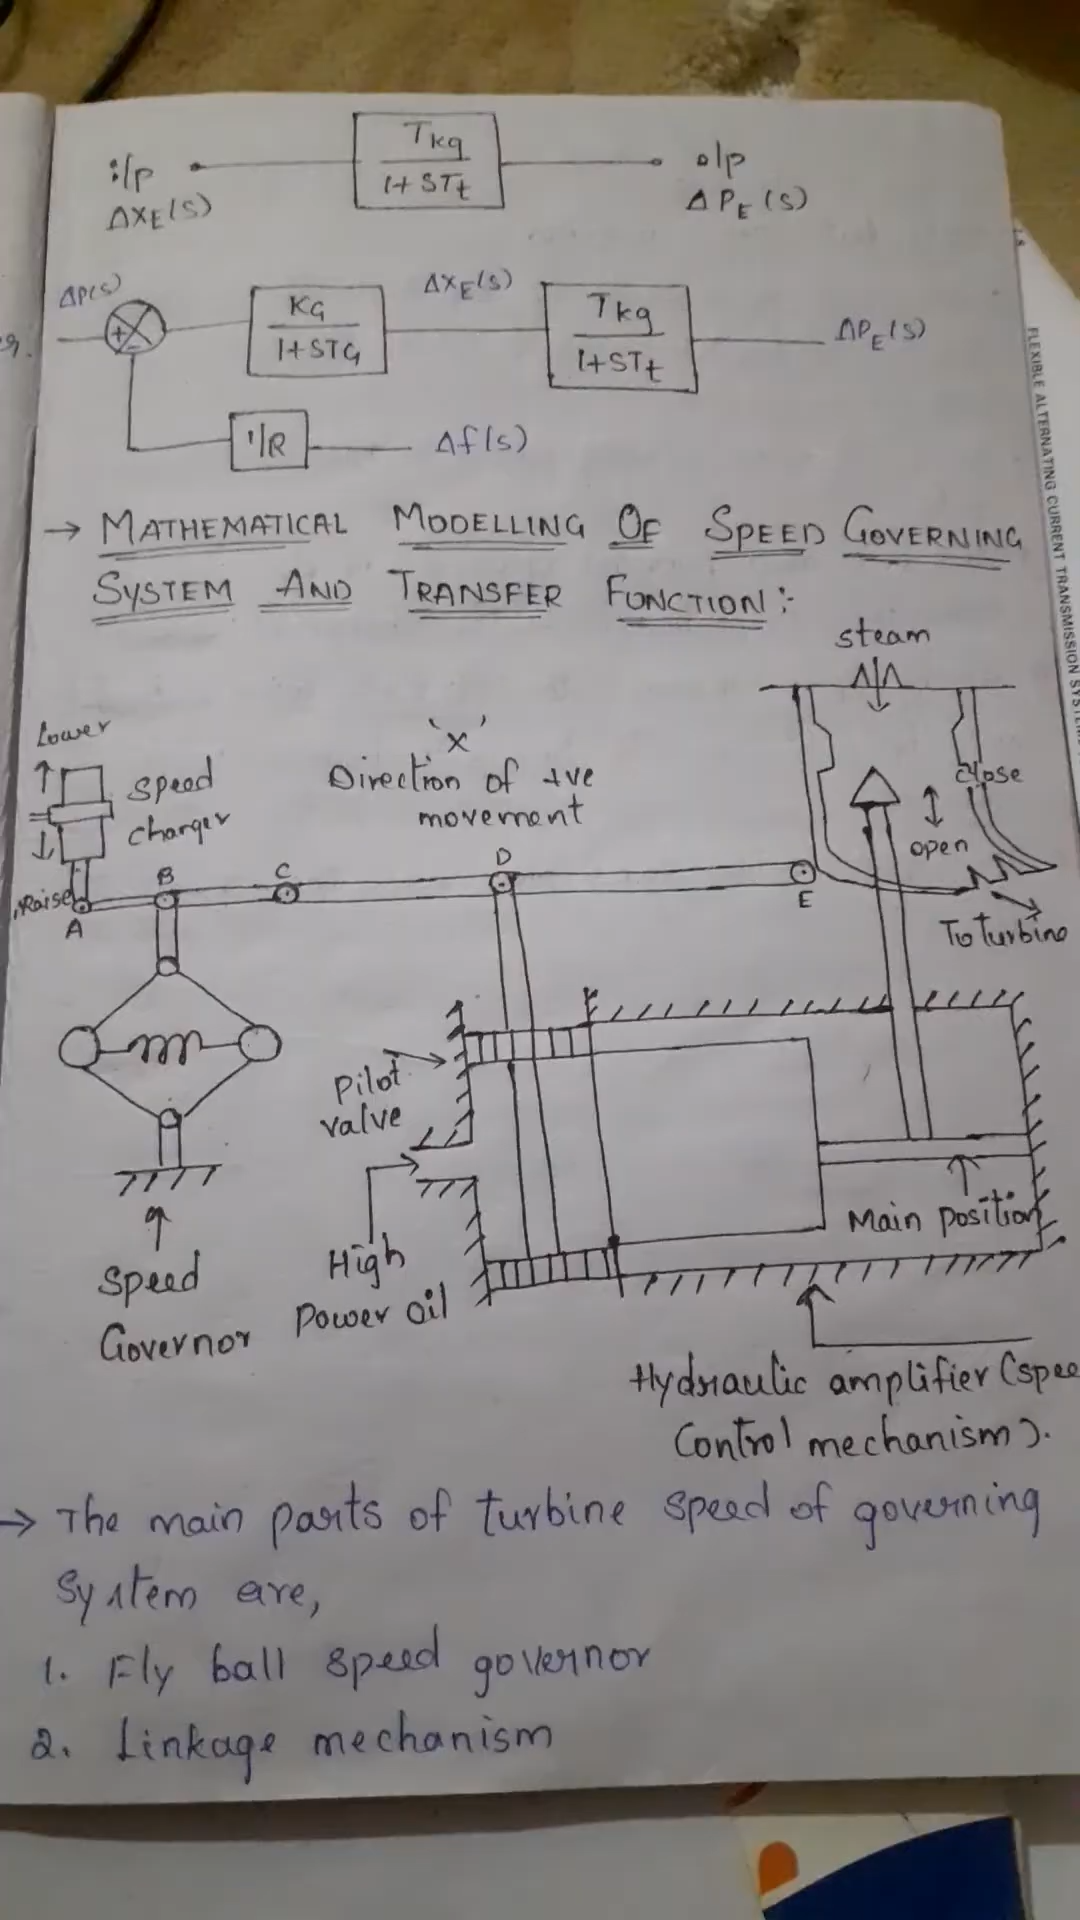 Tkg
i/p
1+STt
o/p
ΔXE(S)
ΔPE(S)
ΔP(s)
KG
1+STG
ΔXE(S)
Tkg
1+STt
ΔPE(S)
1/R
Δf(s)
→ MATHEMATICAL MODELLING OF SPEED GOVERNING
SYSTEM AND TRANSFER FUNCTION :-
steam
Lower
speed
charger
'x'
Direction of +ve
movement
close
open
Raise
A
B
C
D
E
To turbine
Pilot
valve
Main position
Speed
Governor
High
Power oil
Hydraulic amplifier (spee
Control mechanism).
→ The main parts of turbine speed of governing
System are,
1. Fly ball speed governor
2. Linkage mechanism
FLEXIBLE ALTERNATING CURRENT TRANSMISSION SYSTEM